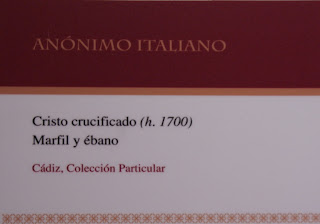 ANÓNIMO ITALIANO
Cristo crucificado (h. 1700)
Marfil y ébano
Cádiz, Colección Particular